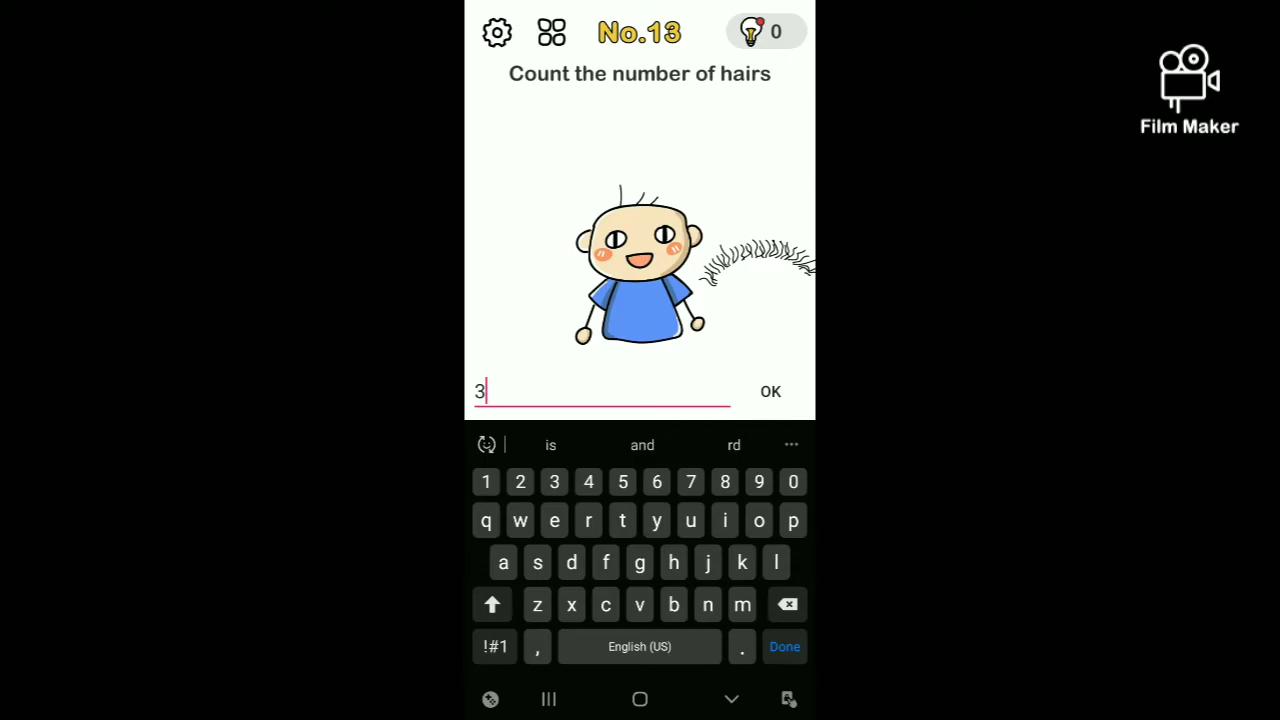 No.13
0
Count the number of hairs
Film Maker
3
OK
is and rd
1 2 3 4 5 6 7 8 9 0
q w e r t y u i o p
a s d f g h j k l
z x c v b n m
!#1 , English (US) . Done